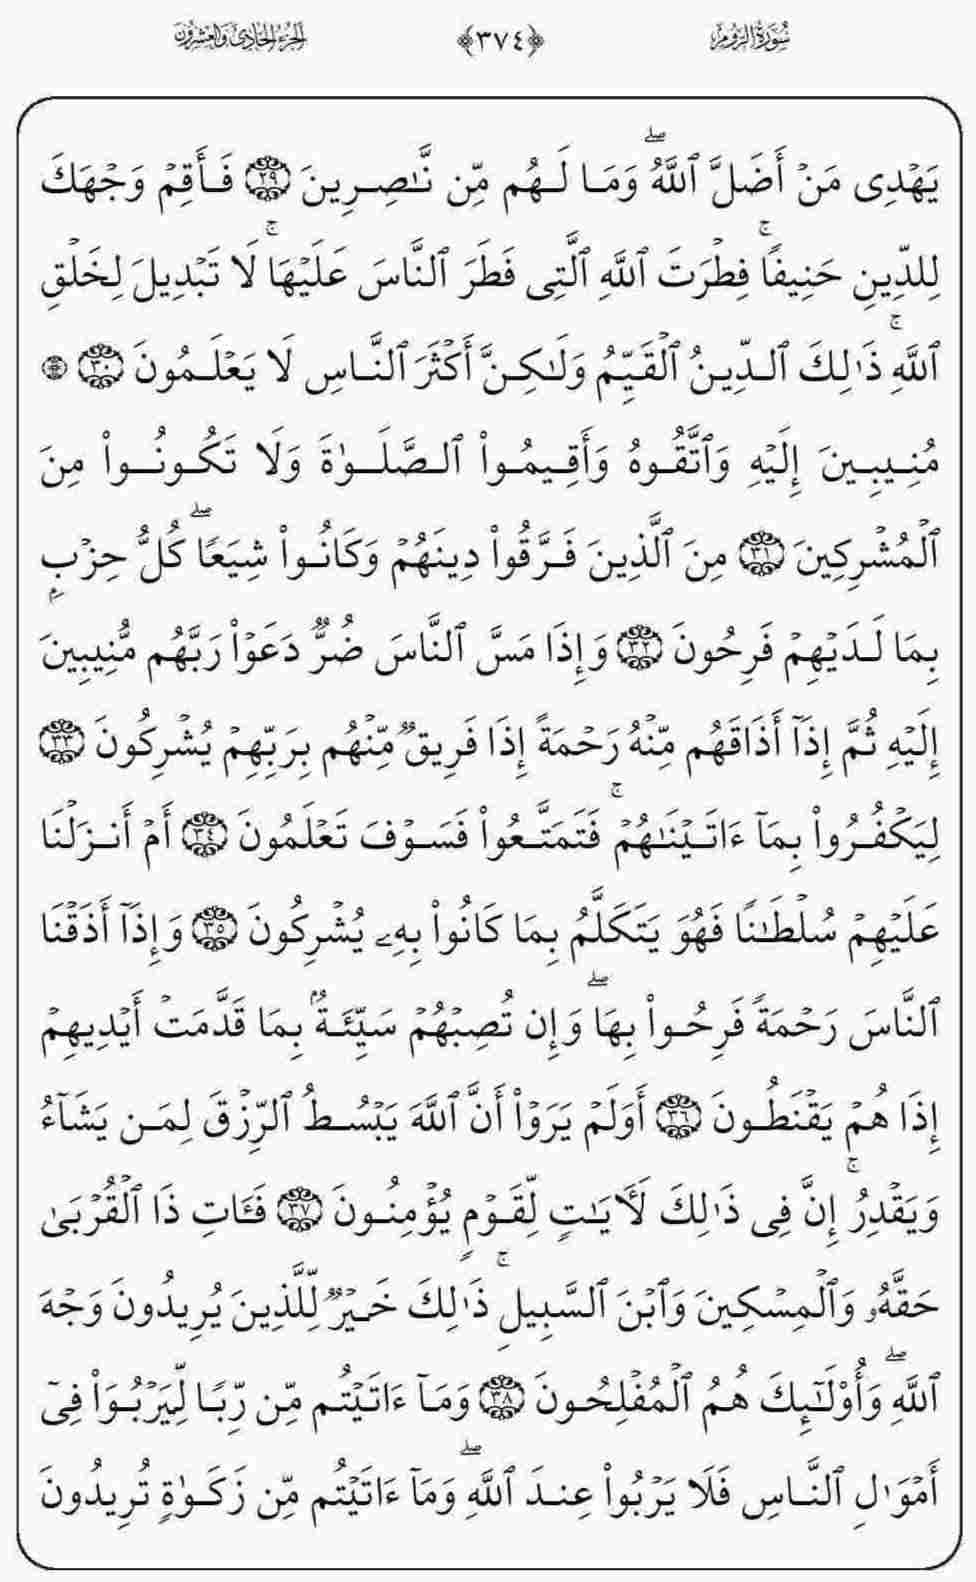 سُورَةُ الرُّومِ ﴿٣٧٤﴾ الجُزْءُ الحَادِي وَالعِشْرُونَ
يَهۡدِى مَنۡ أَضَلَّ ٱللَّهُۖ وَمَا لَهُم مِّن نَّٰصِرِينَ ٢٩ فَأَقِمۡ وَجۡهَكَ
لِلدِّينِ حَنِيفٗاۚ فِطۡرَتَ ٱللَّهِ ٱلَّتِى فَطَرَ ٱلنَّاسَ عَلَيۡهَاۚ لَا تَبۡدِيلَ لِخَلۡقِ
ٱللَّهِۚ ذَٰلِكَ ٱلدِّينُ ٱلۡقَيِّمُ وَلَٰكِنَّ أَكۡثَرَ ٱلنَّاسِ لَا يَعۡلَمُونَ ٣٠ ۞
مُنِيبِينَ إِلَيۡهِ وَٱتَّقُوهُ وَأَقِيمُواْ ٱلصَّلَوٰةَ وَلَا تَكُونُواْ مِنَ
ٱلۡمُشۡرِكِينَ ٣١ مِنَ ٱلَّذِينَ فَرَّقُواْ دِينَهُمۡ وَكَانُواْ شِيَعٗاۖ كُلُّ حِزۡبِۭ
بِمَا لَدَيۡهِمۡ فَرِحُونَ ٣٢ وَإِذَا مَسَّ ٱلنَّاسَ ضُرّٞ دَعَوۡاْ رَبَّهُم مُّنِيبِينَ
إِلَيۡهِ ثُمَّ إِذَآ أَذَاقَهُم مِّنۡهُ رَحۡمَةً إِذَا فَرِيقٞ مِّنۡهُم بِرَبِّهِمۡ يُشۡرِكُونَ ٣٣
لِيَكۡفُرُواْ بِمَآ ءَاتَيۡنَٰهُمۡۚ فَتَمَتَّعُواْ فَسَوۡفَ تَعۡلَمُونَ ٣٤ أَمۡ أَنزَلۡنَا
عَلَيۡهِمۡ سُلۡطَٰنٗا فَهُوَ يَتَكَلَّمُ بِمَا كَانُواْ بِهِۦ يُشۡرِكُونَ ٣٥ وَإِذَآ أَذَقۡنَا
ٱلنَّاسَ رَحۡمَةٗ فَرِحُواْ بِهَاۖ وَإِن تُصِبۡهُمۡ سَيِّئَةُۢ بِمَا قَدَّمَتۡ أَيۡدِيهِمۡ
إِذَا هُمۡ يَقۡنَطُونَ ٣٦ أَوَلَمۡ يَرَوۡاْ أَنَّ ٱللَّهَ يَبۡسُطُ ٱلرِّزۡقَ لِمَن يَشَآءُ
وَيَقۡدِرُۚ إِنَّ فِى ذَٰلِكَ لَأٓيَٰتٖ لِّقَوۡمٖ يُؤۡمِنُونَ ٣٧ فَـَٔاتِ ذَا ٱلۡقُرۡبَىٰ
حَقَّهُۥ وَٱلۡمِسۡكِينَ وَٱبۡنَ ٱلسَّبِيلِۚ ذَٰلِكَ خَيۡرٞ لِّلَّذِينَ يُرِيدُونَ وَجۡهَ
ٱللَّهِۖ وَأُوْلَٰٓئِكَ هُمُ ٱلۡمُفۡلِحُونَ ٣٨ وَمَآ ءَاتَيۡتُم مِّن رِّبٗا لِّيَرۡبُوَاْ فِىٓ
أَمۡوَٰلِ ٱلنَّاسِ فَلَا يَرۡبُواْ عِندَ ٱللَّهِۖ وَمَآ ءَاتَيۡتُم مِّن زَكَوٰةٖ تُرِيدُونَ